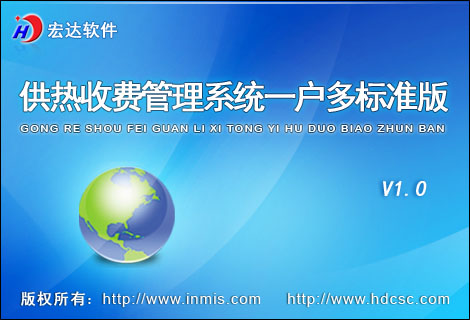 宏达软件
供热收费管理系统一户多标准版
GONG RE SHOU FEI GUAN LI XI TONG YI HU DUO BIAO ZHUN BAN
V1.0
版权所有：http://www.inmis.com http://www.hdcsc.com